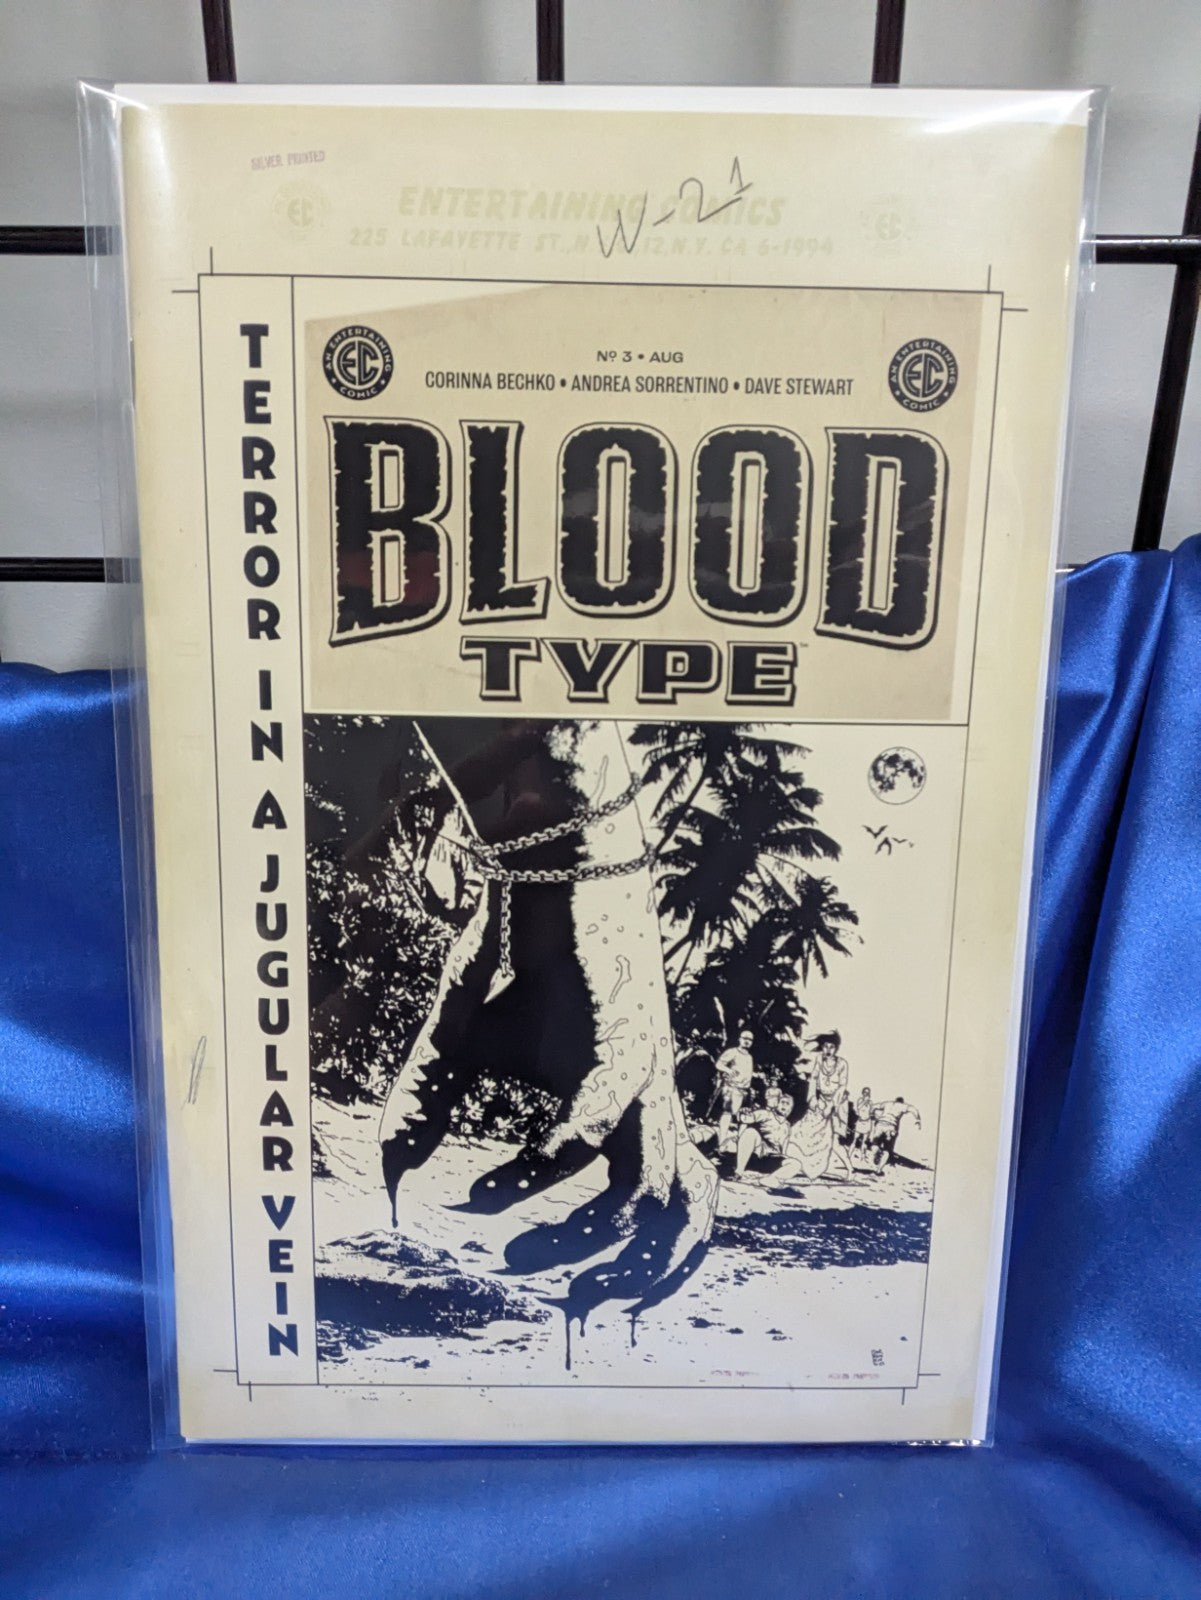 SILVER PRINTED
W-21
ENTERTAINING COMICS
225 LAFAYETTE ST., N.Y. 12, N.Y. CA 6-1994
AN ENTERTAINING EC COMIC
Nº 3 • AUG
AN ENTERTAINING EC COMIC
CORINNA BECHKO • ANDREA SORRENTINO • DAVE STEWART
BLOOD
TYPE™
TERROR IN A JUGULAR VEIN